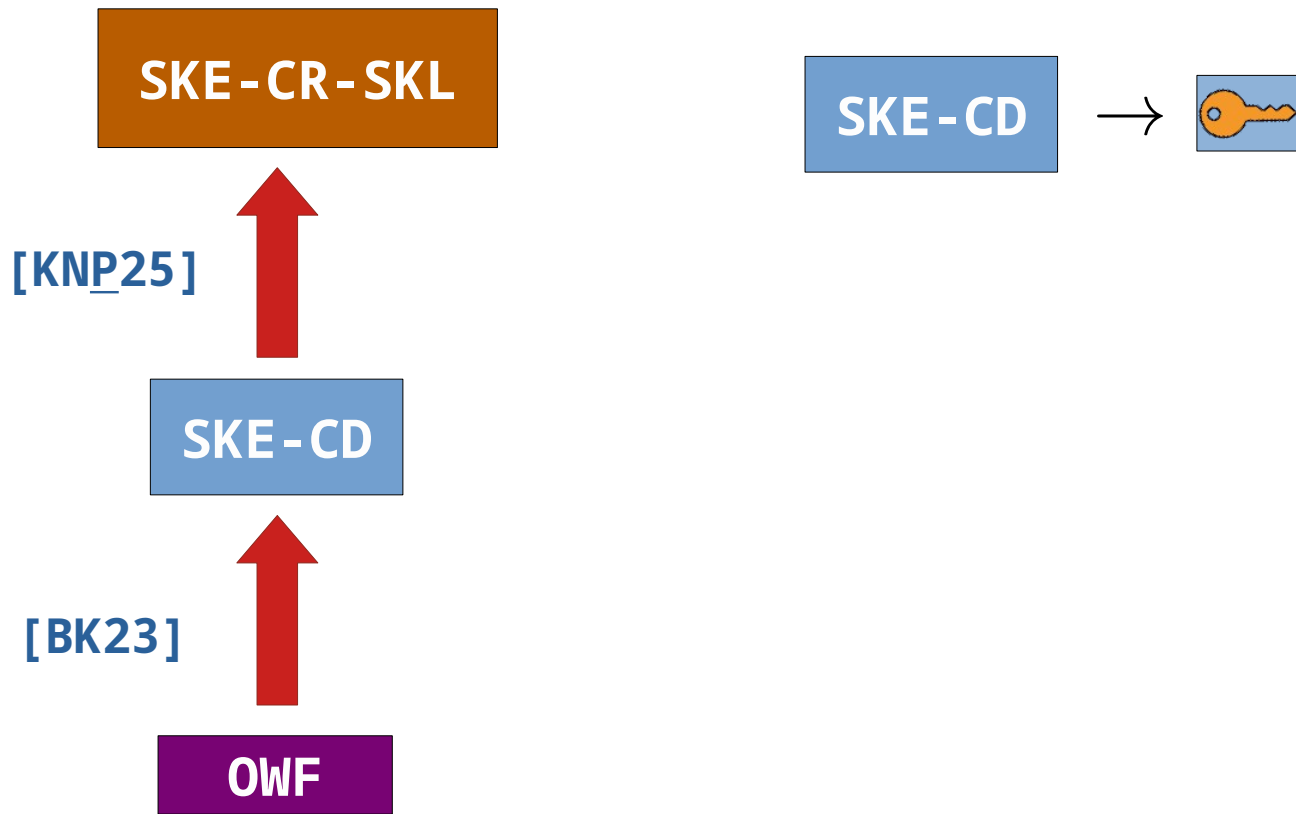 SKE-CR-SKL
SKE-CD →
[KNP25]
SKE-CD
[BK23]
OWF